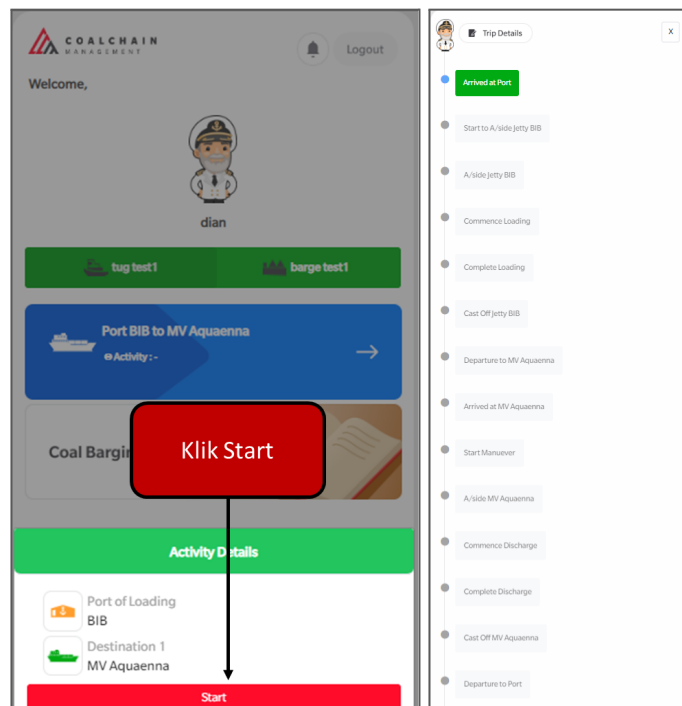 COALCHAIN
MANAGEMENT
Logout
Welcome,
dian
tug test1
barge test1
Port BIB to MV Aquaenna
Activity : -
Coal Bargin
Klik Start
Activity Details
Port of Loading
BIB
Destination 1
MV Aquaenna
Start
Trip Details
X
Arrived at Port
Start to A/side Jetty BIB
A/side Jetty BIB
Commence Loading
Complete Loading
Cast Off Jetty BIB
Departure to MV Aquaenna
Arrived at MV Aquaenna
Start Manuever
A/side MV Aquaenna
Commence Discharge
Complete Discharge
Cast Off MV Aquaenna
Departure to Port